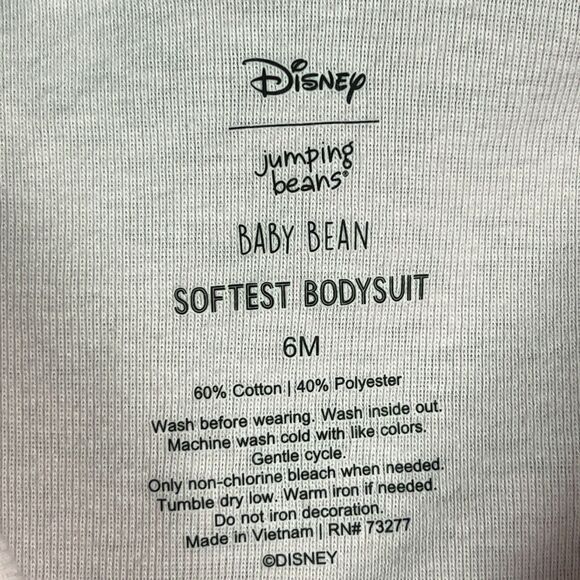 Disney
jumping
beans®
BABY BEAN
SOFTEST BODYSUIT
6M
60% Cotton | 40% Polyester
Wash before wearing. Wash inside out.
Machine wash cold with like colors.
Gentle cycle.
Only non-chlorine bleach when needed.
Tumble dry low. Warm iron if needed.
Do not iron decoration.
Made in Vietnam | RN# 73277
©DISNEY